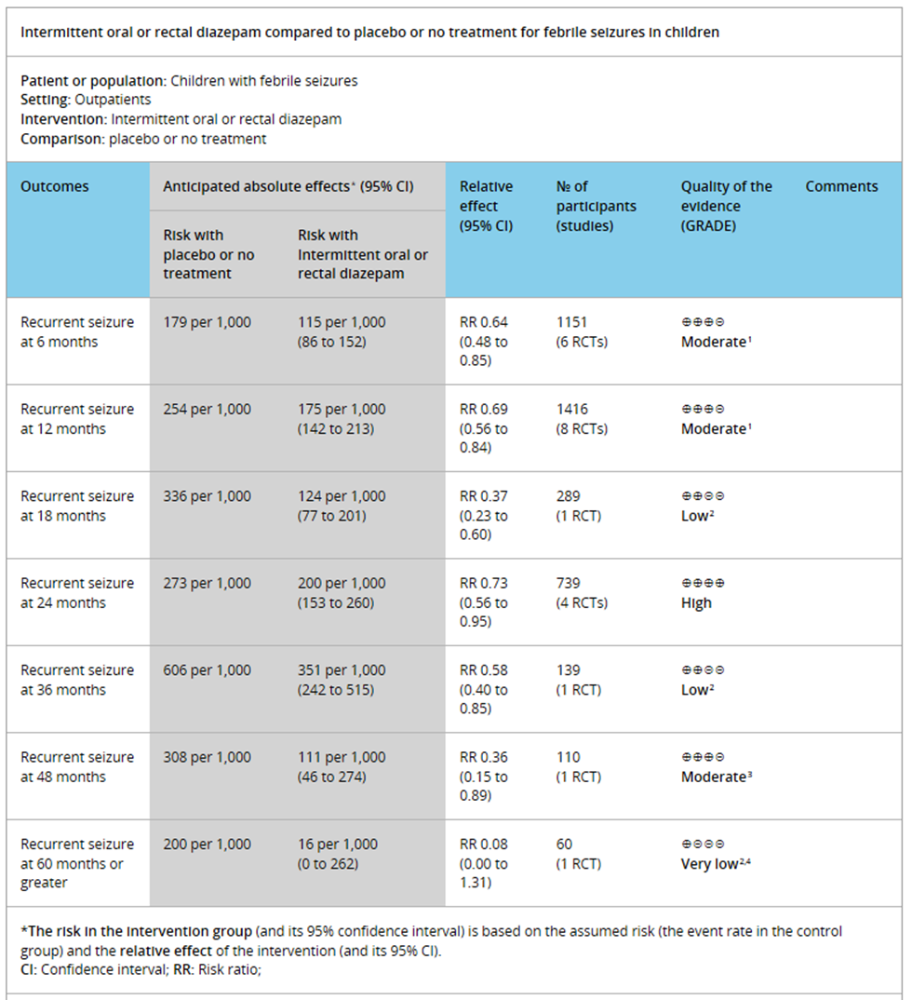 Intermittent oral or rectal diazepam compared to placebo or no treatment for febrile seizures in children
Patient or population: Children with febrile seizures
Setting: Outpatients
Intervention: Intermittent oral or rectal diazepam
Comparison: placebo or no treatment
Outcomes
Anticipated absolute effects* (95% CI)
Relative
effect
(95% CI)
№ of
participants
(studies)
Quality of the
evidence
(GRADE)
Comments
Risk with
placebo or no
treatment
Risk with
Intermittent oral or
rectal diazepam
Recurrent seizure
at 6 months
179 per 1,000
115 per 1,000
(86 to 152)
RR 0.64
(0.48 to
0.85)
1151
(6 RCTs)
⊕⊕⊕⊝
Moderate¹
Recurrent seizure
at 12 months
254 per 1,000
175 per 1,000
(142 to 213)
RR 0.69
(0.56 to
0.84)
1416
(8 RCTs)
⊕⊕⊕⊝
Moderate¹
Recurrent seizure
at 18 months
336 per 1,000
124 per 1,000
(77 to 201)
RR 0.37
(0.23 to
0.60)
289
(1 RCT)
⊕⊕⊝⊝
Low²
Recurrent seizure
at 24 months
273 per 1,000
200 per 1,000
(153 to 260)
RR 0.73
(0.56 to
0.95)
739
(4 RCTs)
⊕⊕⊕⊕
High
Recurrent seizure
at 36 months
606 per 1,000
351 per 1,000
(242 to 515)
RR 0.58
(0.40 to
0.85)
139
(1 RCT)
⊕⊕⊝⊝
Low²
Recurrent seizure
at 48 months
308 per 1,000
111 per 1,000
(46 to 274)
RR 0.36
(0.15 to
0.89)
110
(1 RCT)
⊕⊕⊕⊝
Moderate³
Recurrent seizure
at 60 months or
greater
200 per 1,000
16 per 1,000
(0 to 262)
RR 0.08
(0.00 to
1.31)
60
(1 RCT)
⊕⊝⊝⊝
Very low²,⁴
*The risk in the intervention group (and its 95% confidence interval) is based on the assumed risk (the event rate in the control
group) and the relative effect of the intervention (and its 95% CI).
CI: Confidence interval; RR: Risk ratio;